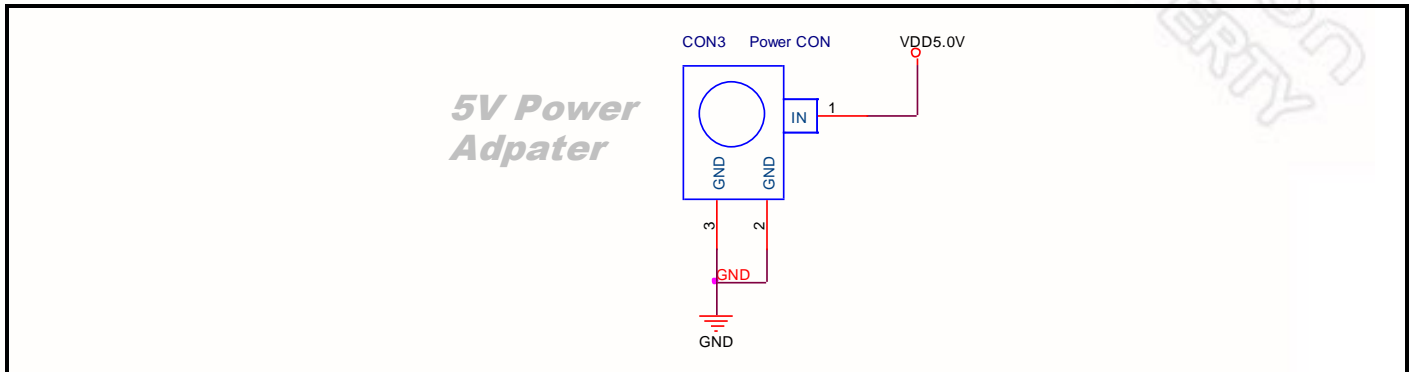 CON3 Power CON VDD5.0V
5V Power
Adpater
IN 1
GND GND
3 2
GND
GND